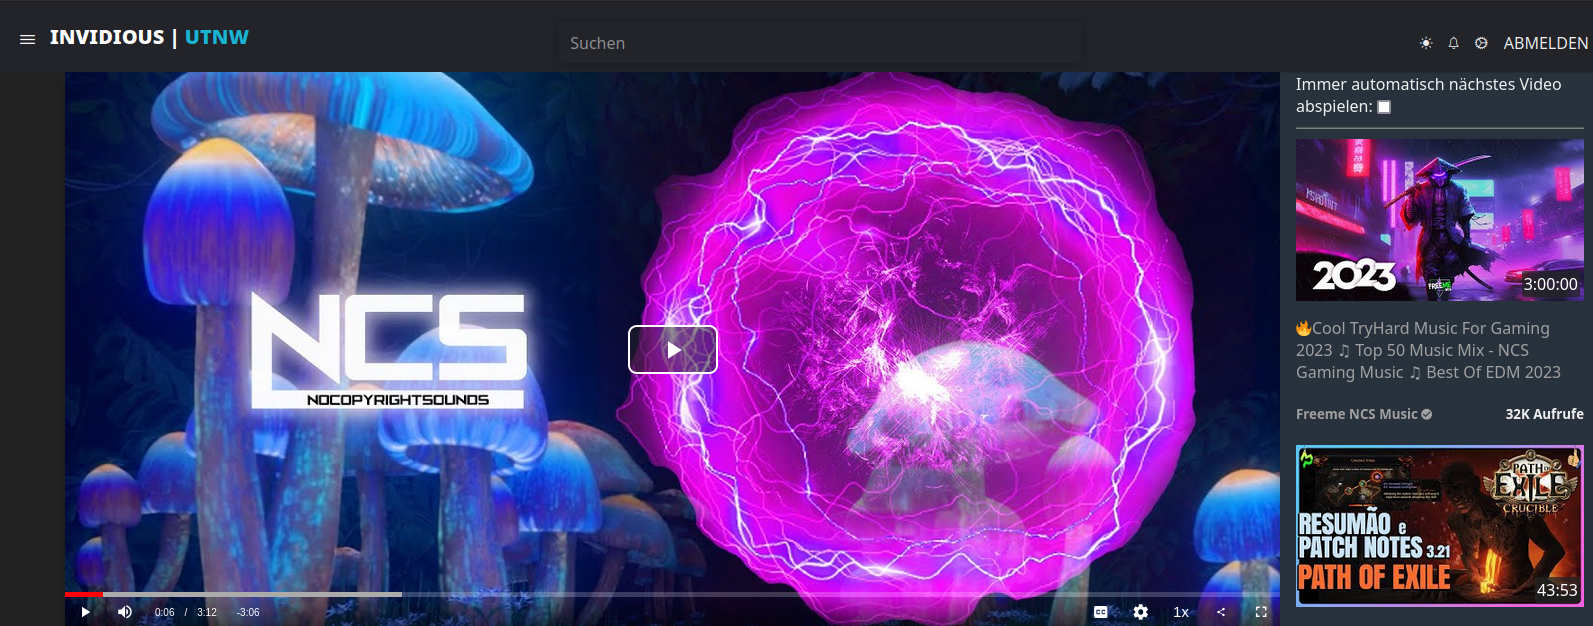 INVIDIOUS | UTNW
Suchen
ABMELDEN
NCS
NOCOPYRIGHTSOUNDS
0:06 / 3:12 -3:06
CC
1x
Immer automatisch nächstes Video
abspielen:
2023
FREEME
3:00:00
🔥Cool TryHard Music For Gaming
2023 ♫ Top 50 Music Mix - NCS
Gaming Music ♫ Best Of EDM 2023
Freeme NCS Music
32K Aufrufe
PATH OF
EXILE
CRUCIBLE
RESUMÃO e
PATCH NOTES 3.21
PATH OF EXILE
43:53